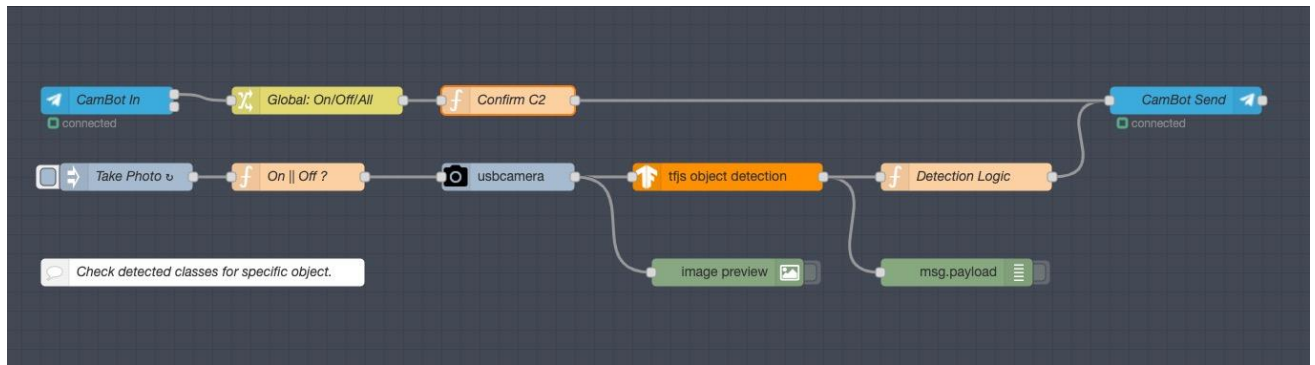 CamBot In
Global: On/Off/All
Confirm C2
CamBot Send
connected
connected
Take Photo ↻
On || Off ?
usbcamera
tfjs object detection
Detection Logic
Check detected classes for specific object.
image preview
msg.payload